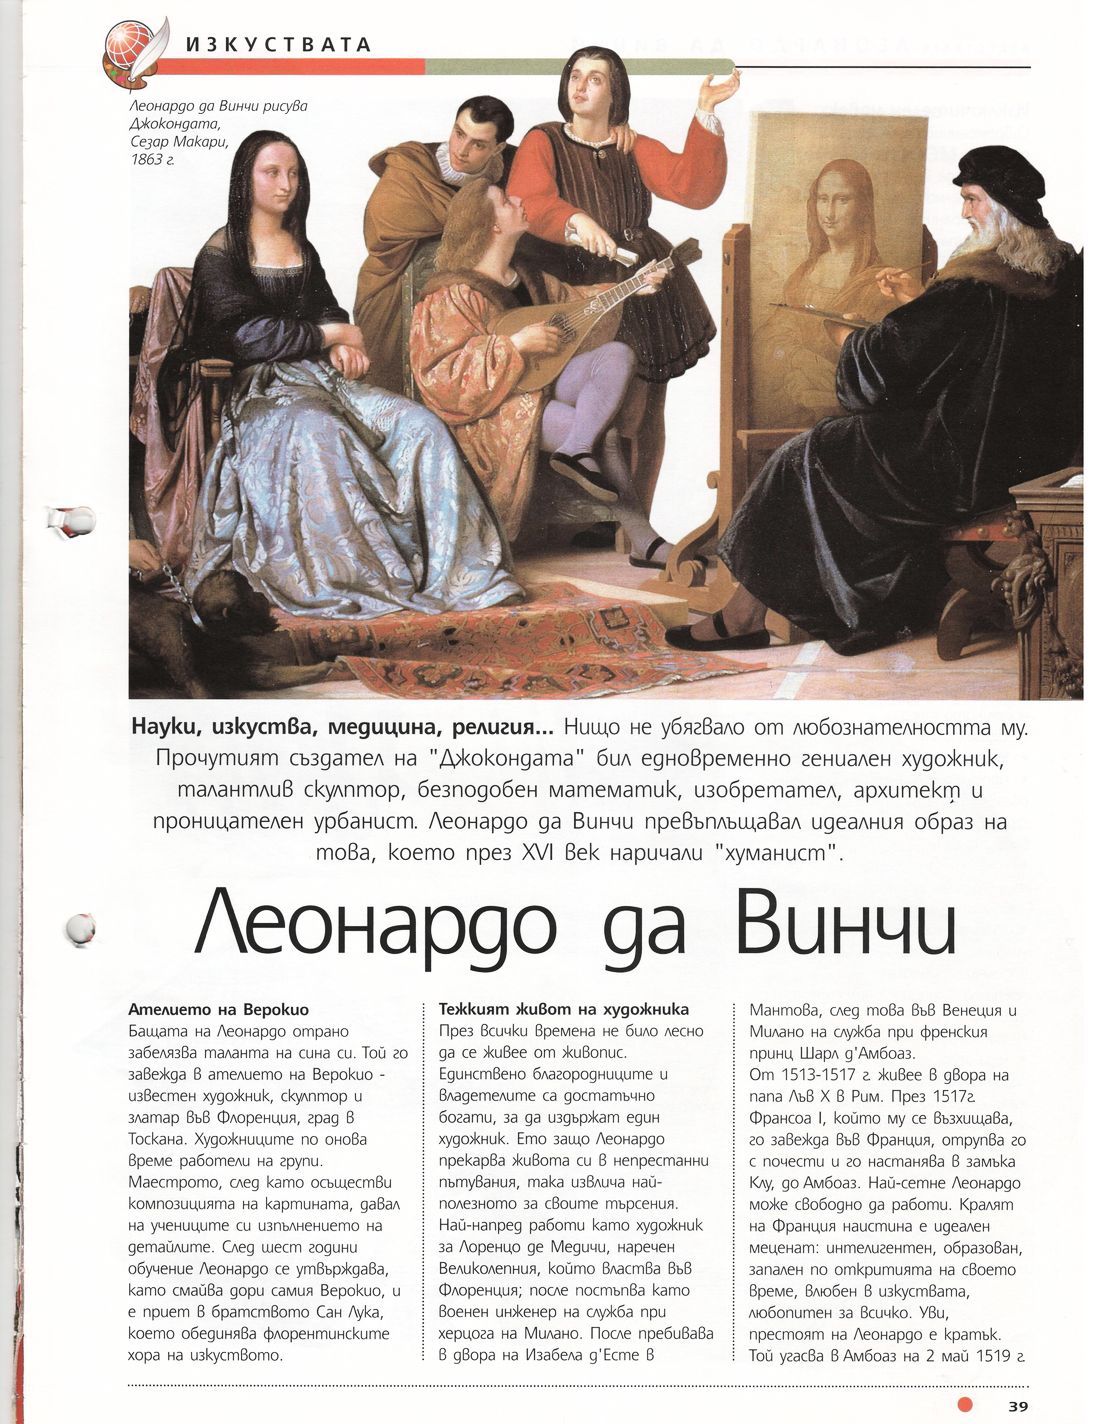 ИЗКУСТВАТА
Леонардо да Винчи рисува
Джокондата,
Сезар Макари,
1863 г.
Науки, изкуства, медицина, религия... Нищо не убягвало от любознателността му.
Прочутият създател на "Джокондата" бил едновременно гениален художник,
талантлив скулптор, безподобен математик, изобретател, архитект и
проницателен урбанист. Леонардо да Винчи превъплъщавал идеалния образ на
това, което през XVI век наричали "хуманист".
Леонардо да Винчи
Ателието на Верокио
Бащата на Леонардо отрано
забелязва таланта на сина си. Той го
завежда в ателието на Верокио -
известен художник, скулптор и
златар във Флоренция, град в
Тоскана. Художниците по онова
време работели на групи.
Маестрото, след като осъществи
композицията на картината, давал
на учениците си изпълнението на
детайлите. След шест години
обучение Леонардо се утвърждава,
като смайва дори самия Верокио, и
е приет в братството Сан Лука,
което обединява флорентинските
хора на изкуството.
Тежкият живот на художника
През всички времена не било лесно
да се живее от живопис.
Единствено благородниците и
владетелите са достатъчно
богати, за да издържат един
художник. Ето защо Леонардо
прекарва живота си в непрестанни
пътувания, така извлича най-
полезното за своите търсения.
Най-напред работи като художник
за Лоренцо де Медичи, наречен
Великолепния, който властва във
Флоренция; после постъпва като
военен инженер на служба при
херцога на Милано. После пребивава
в двора на Изабела д'Есте в
Мантова, след това във Венеция и
Милано на служба при френския
принц Шарл д'Амбоаз.
От 1513-1517 г. живее в двора на
папа Лъв X в Рим. През 1517г.
Франсоа I, който му се възхищава,
го завежда във Франция, отрупва го
с почести и го настанява в замъка
Клу, до Амбоаз. Най-сетне Леонардо
може свободно да работи. Кралят
на Франция наистина е идеален
меценат: интелигентен, образован,
запален по откритията на своето
време, влюбен в изкуствата,
любопитен за всичко. Уви,
престоят на Леонардо е кратък.
Той угасва в Амбоаз на 2 май 1519 г.
39